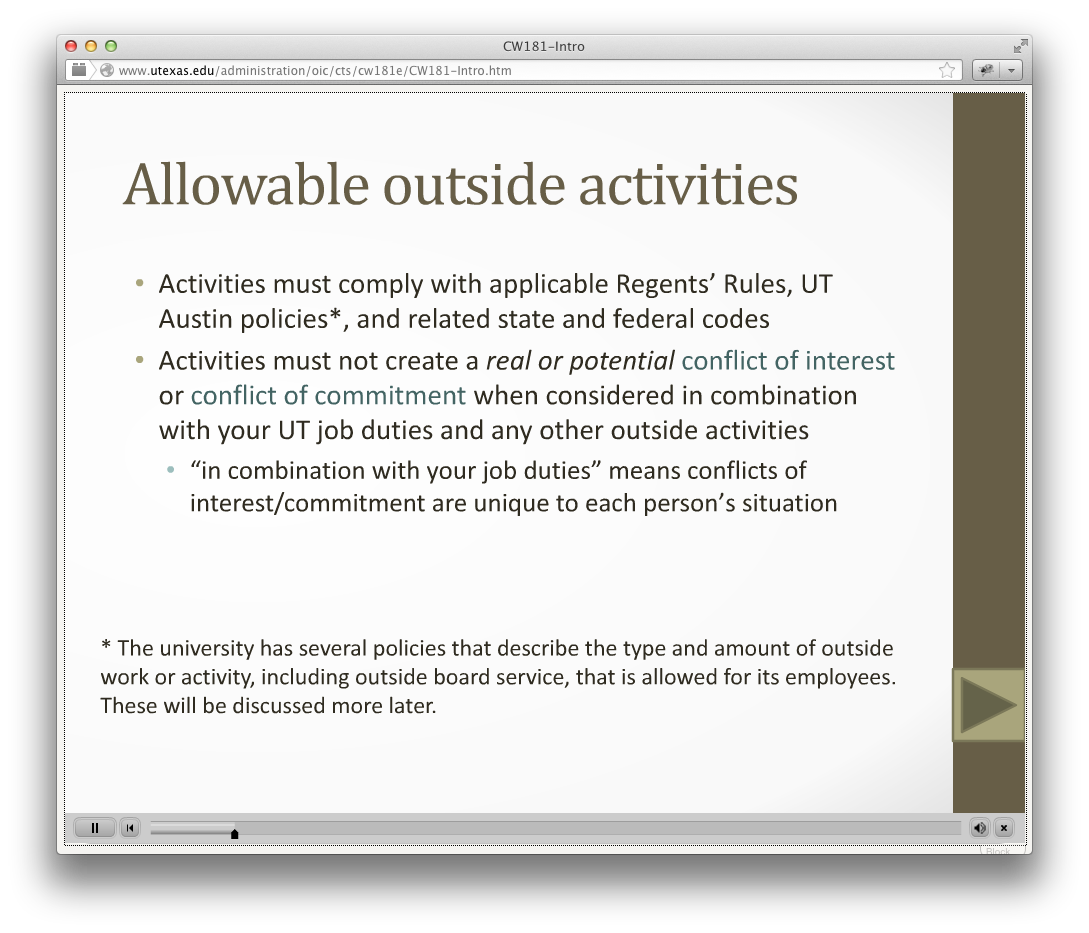 CW181-Intro
www.utexas.edu/administration/oic/cts/cw181e/CW181-Intro.htm
Allowable outside activities
• Activities must comply with applicable Regents’ Rules, UT
Austin policies*, and related state and federal codes
• Activities must not create a real or potential conflict of interest
or conflict of commitment when considered in combination
with your UT job duties and any other outside activities
• “in combination with your job duties” means conflicts of
interest/commitment are unique to each person’s situation
* The university has several policies that describe the type and amount of outside
work or activity, including outside board service, that is allowed for its employees.
These will be discussed more later.
Block